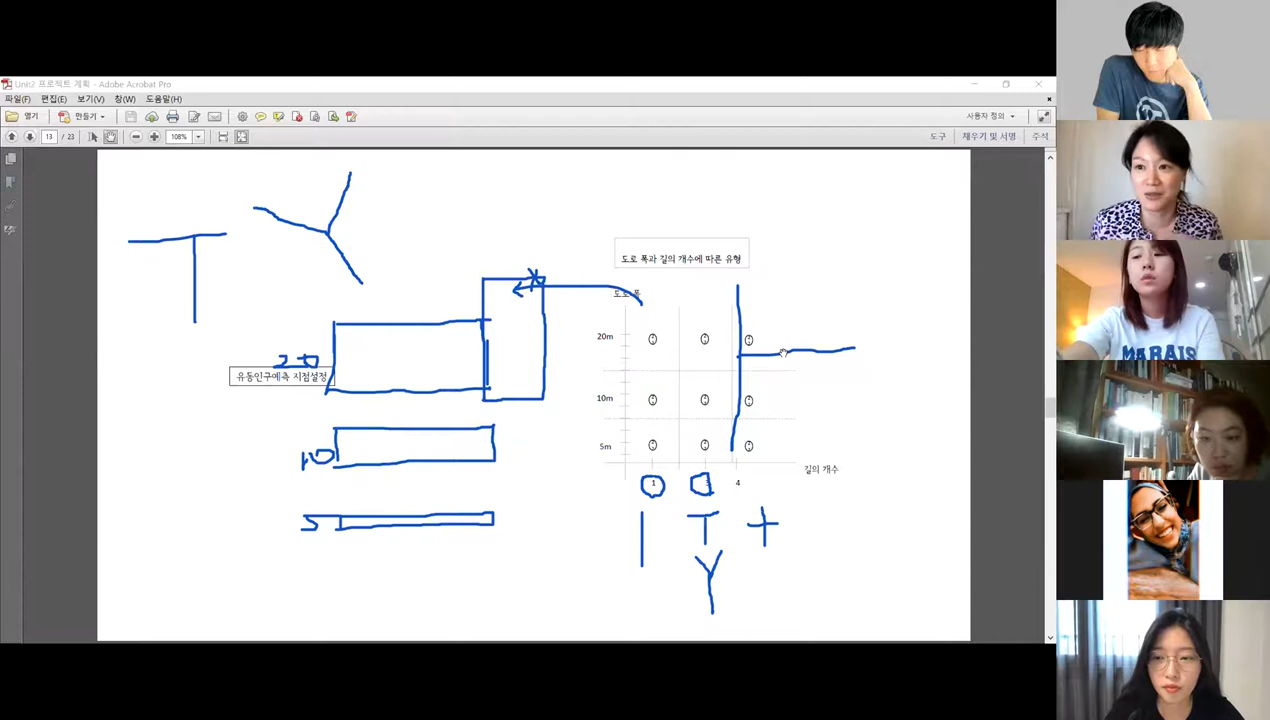 Unit2 프로젝트 계획 - Adobe Acrobat Pro
파일(F) 편집(E) 보기(V) 창(W) 도움말(H)
열기 만들기 사용자 정의
13 / 23 108% 도구 채우기 및 서명 주석
T Y
도로 폭과 길의 개수에 따른 유형
도로 폭
20m
20
유동인구예측 지점설정
10m
10
5m
길의 개수
1 3 4
5
| T +
Y
MARAIS